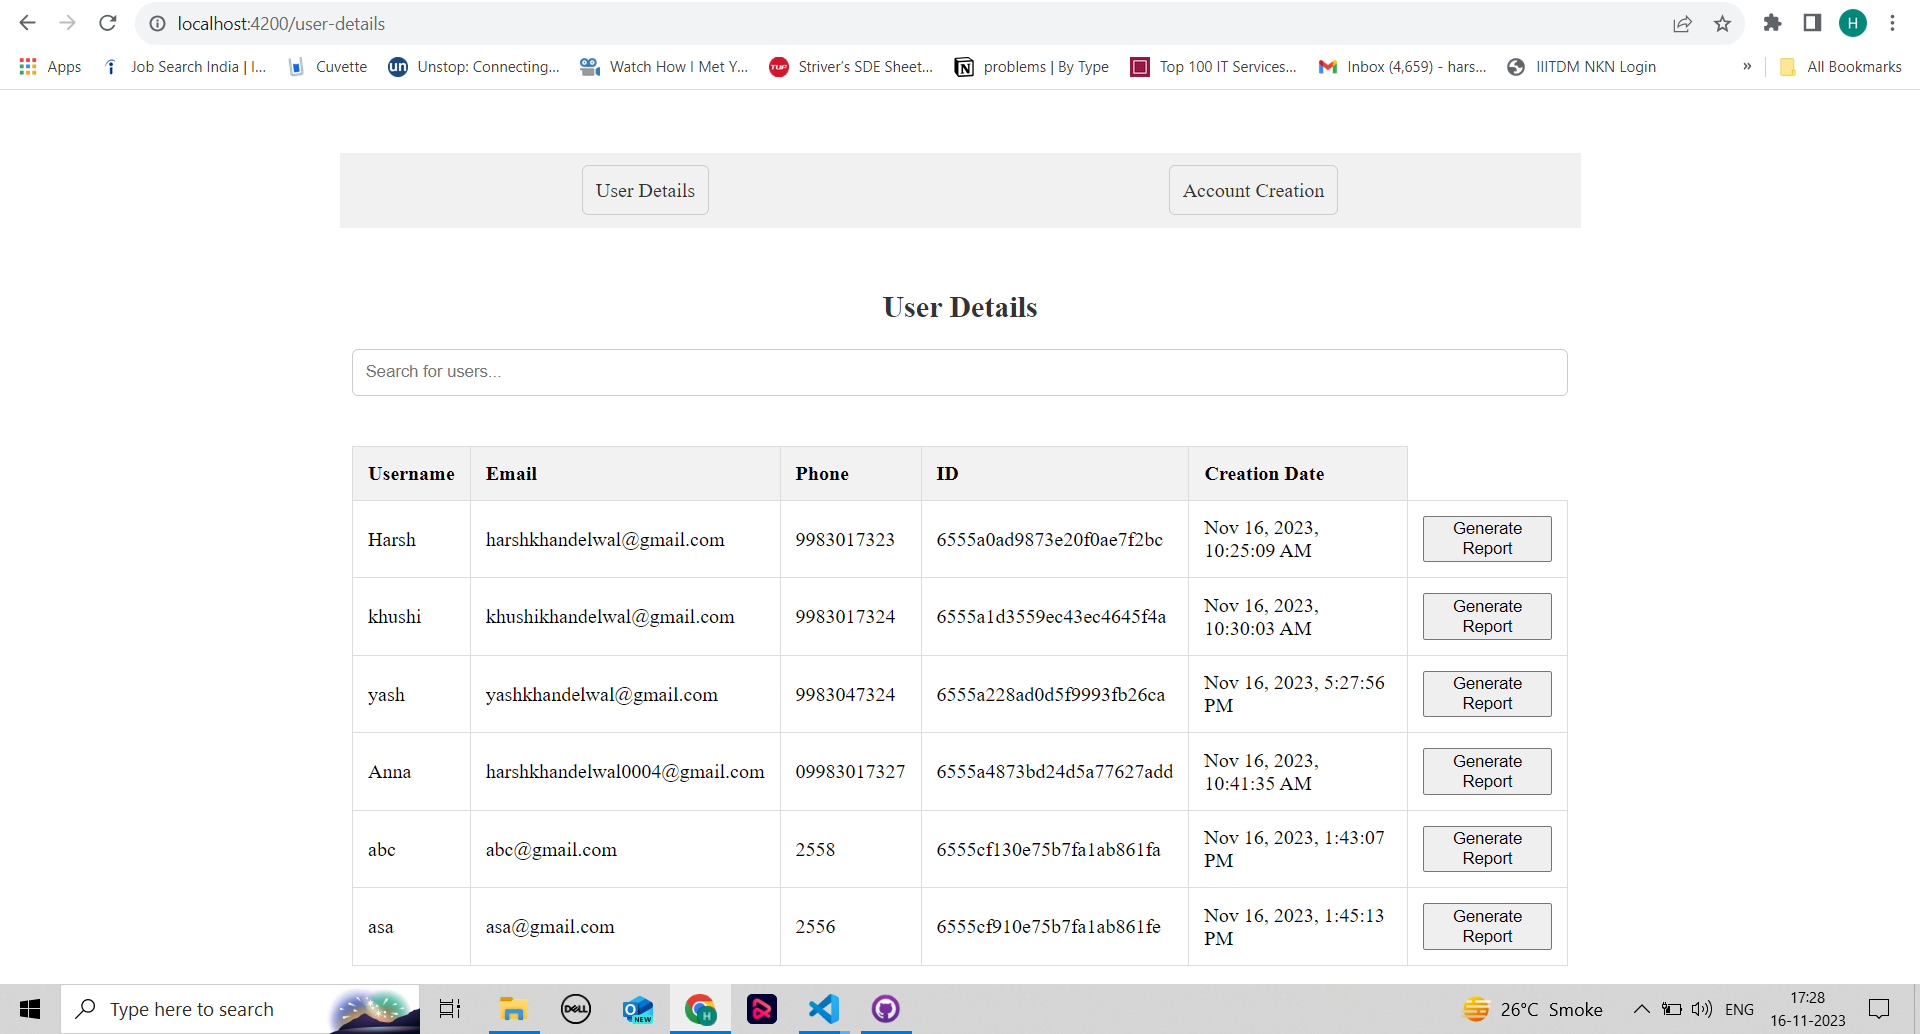 localhost:4200/user-details
H
Apps
Job Search India | I...
Cuvette
un
Unstop: Connecting...
Watch How I Met Y...
TUF
Striver's SDE Sheet...
problems | By Type
Top 100 IT Services...
Inbox (4,659) - hars...
IIITDM NKN Login
»
All Bookmarks
User Details
Account Creation
User Details
Search for users...
Username Email Phone ID Creation Date
Harsh harshkhandelwal@gmail.com 9983017323 6555a0ad9873e20f0ae7f2bc Nov 16, 2023,
10:25:09 AM
Generate
Report
khushi khushikhandelwal@gmail.com 9983017324 6555a1d3559ec43ec4645f4a Nov 16, 2023,
10:30:03 AM
Generate
Report
yash yashkhandelwal@gmail.com 9983047324 6555a228ad0d5f9993fb26ca Nov 16, 2023, 5:27:56
PM
Generate
Report
Anna harshkhandelwal0004@gmail.com 09983017327 6555a4873bd24d5a77627add Nov 16, 2023,
10:41:35 AM
Generate
Report
abc abc@gmail.com 2558 6555cf130e75b7fa1ab861fa Nov 16, 2023, 1:43:07
PM
Generate
Report
asa asa@gmail.com 2556 6555cf910e75b7fa1ab861fe Nov 16, 2023, 1:45:13
PM
Generate
Report
Type here to search
DELL
NEW
H
26°C Smoke
ENG
17:28
16-11-2023